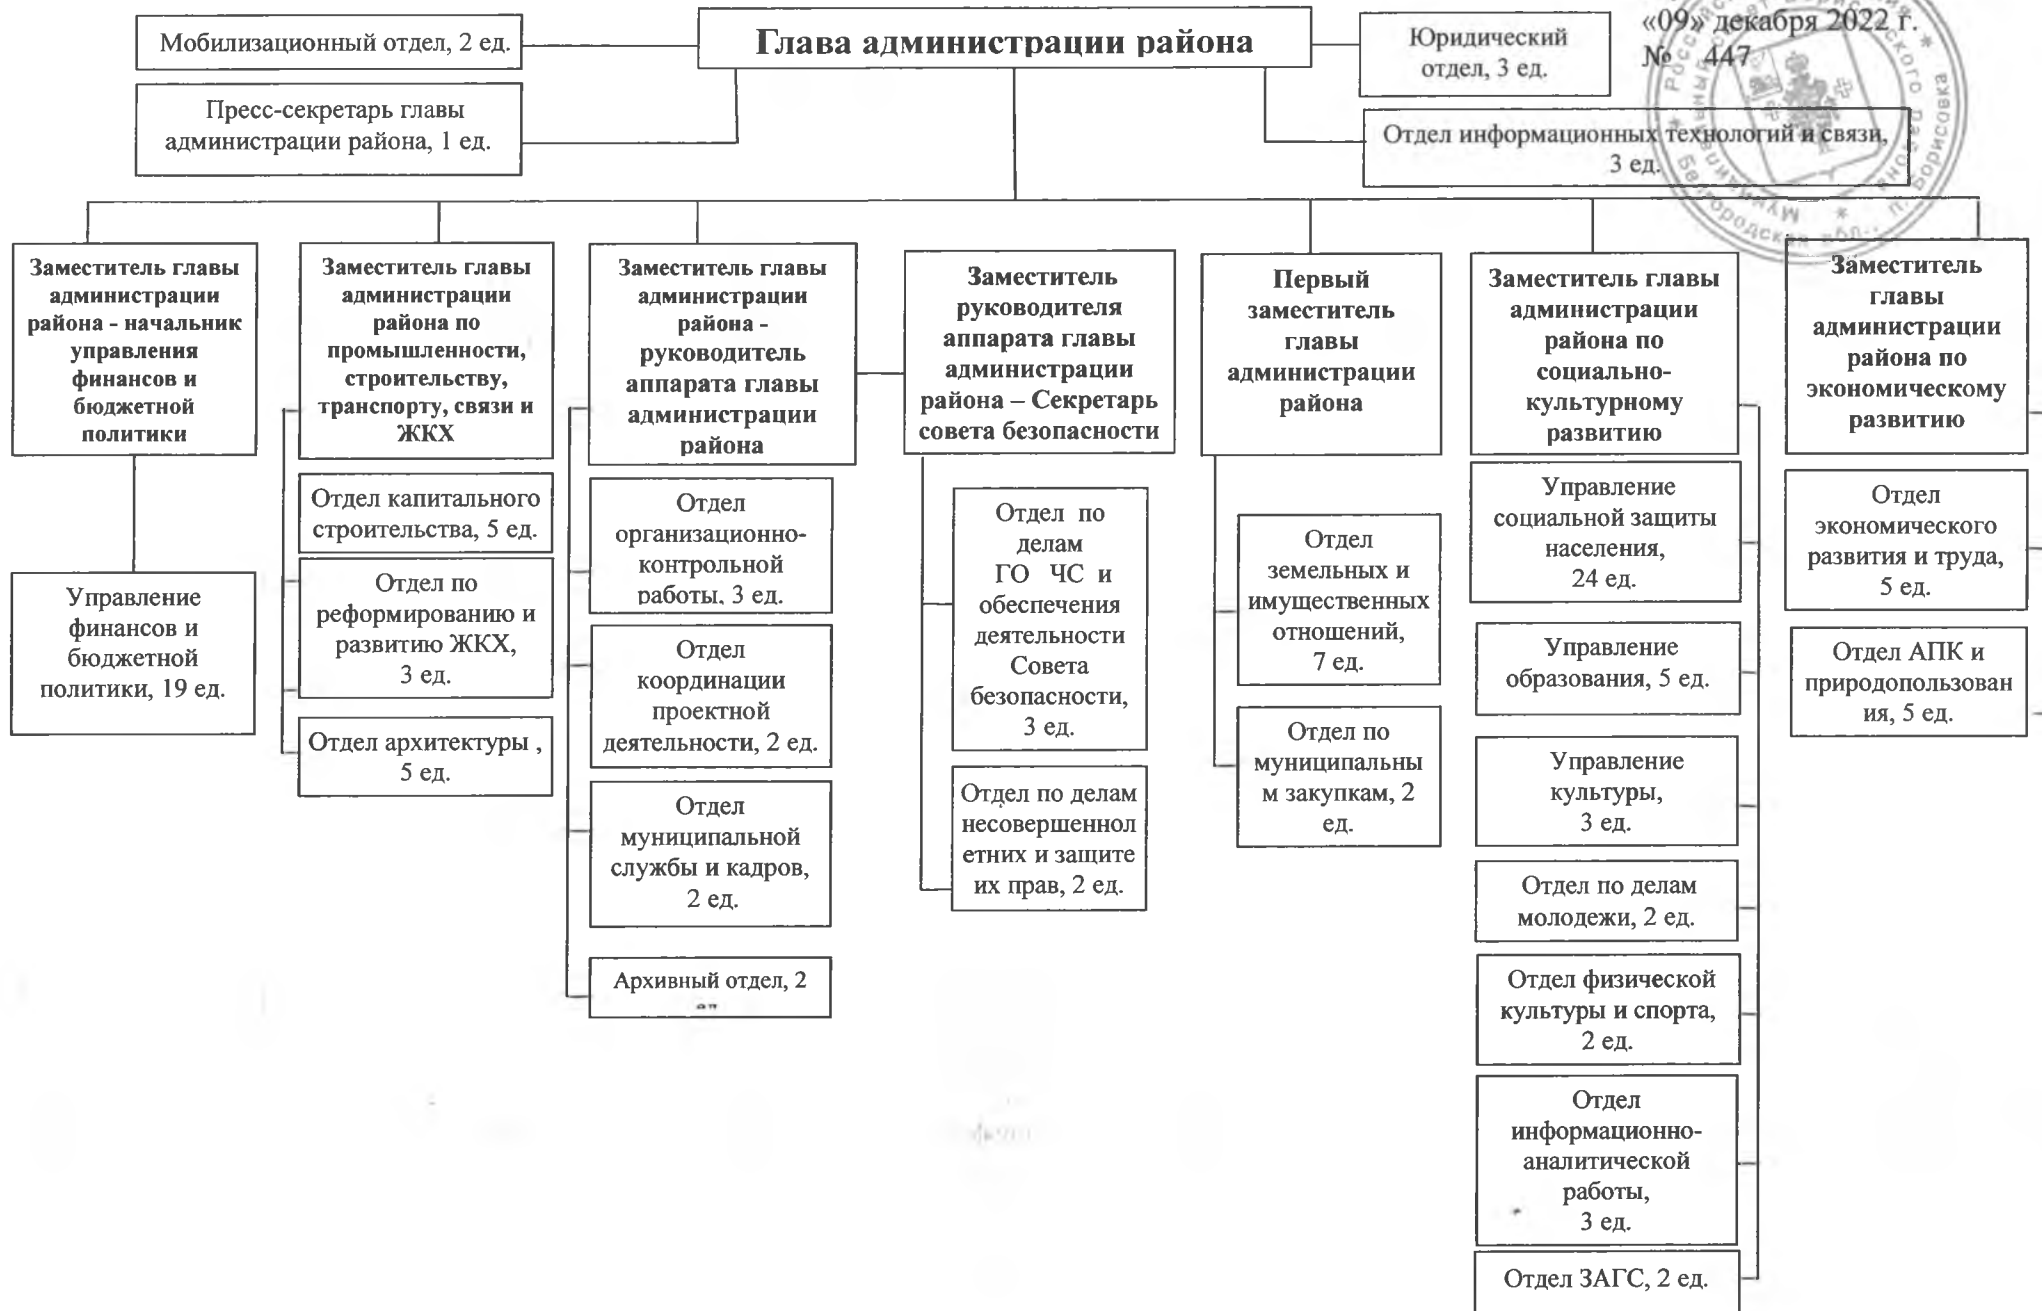 «09» декабря 2022 г.
№ 447
Глава администрации района
Мобилизационный отдел, 2 ед.
Пресс-секретарь главы
администрации района, 1 ед.
Юридический
отдел, 3 ед.
Отдел информационных технологий и связи,
3 ед.
Заместитель главы
администрации
района - начальник
управления
финансов и
бюджетной
политики
Управление
финансов и
бюджетной
политики, 19 ед.
Заместитель главы
администрации
района по
промышленности,
строительству,
транспорту, связи и
ЖКХ
Отдел капитального
строительства, 5 ед.
Отдел по
реформированию и
развитию ЖКХ,
3 ед.
Отдел архитектуры ,
5 ед.
Заместитель главы
администрации
района -
руководитель
аппарата главы
администрации
района
Отдел
организационно-
контрольной
работы, 3 ед.
Отдел
координации
проектной
деятельности, 2 ед.
Отдел
муниципальной
службы и кадров,
2 ед.
Архивный отдел, 2
Заместитель
руководителя
аппарата главы
администрации
района – Секретарь
совета безопасности
Отдел по
делам
ГО ЧС и
обеспечения
деятельности
Совета
безопасности,
3 ед.
Отдел по делам
несовершеннол
етних и защите
их прав, 2 ед.
Первый
заместитель
главы
администрации
района
Отдел
земельных и
имущественных
отношений,
7 ед.
Отдел по
муниципальны
м закупкам, 2
ед.
Заместитель главы
администрации
района по
социально-
культурному
развитию
Управление
социальной защиты
населения,
24 ед.
Управление
образования, 5 ед.
Управление
культуры,
3 ед.
Отдел по делам
молодежи, 2 ед.
Отдел физической
культуры и спорта,
2 ед.
Отдел
информационно-
аналитической
работы,
3 ед.
Отдел ЗАГС, 2 ед.
Заместитель
главы
администрации
района по
экономическому
развитию
Отдел
экономического
развития и труда,
5 ед.
Отдел АПК и
природопользован
ия, 5 ед.